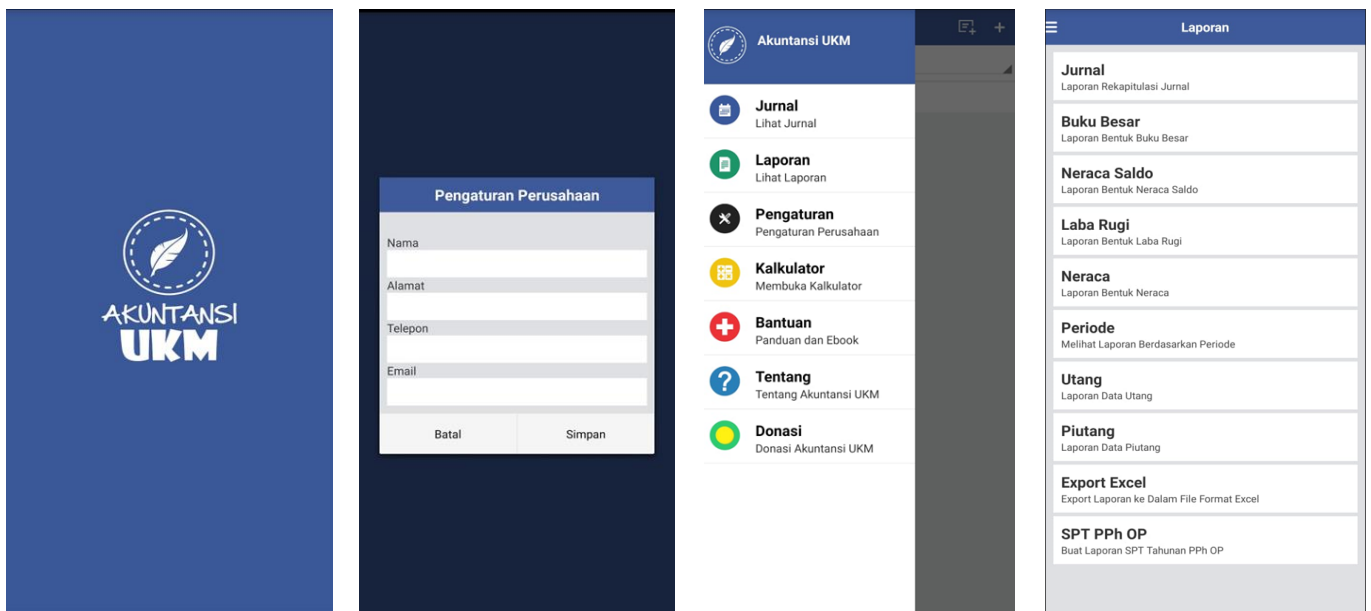 AKUNTANSI
UKM
Pengaturan Perusahaan
Nama
Alamat
Telepon
Email
Batal
Simpan
Akuntansi UKM
Jurnal
Lihat Jurnal
Laporan
Lihat Laporan
Pengaturan
Pengaturan Perusahaan
Kalkulator
Membuka Kalkulator
Bantuan
Panduan dan Ebook
Tentang
Tentang Akuntansi UKM
Donasi
Donasi Akuntansi UKM
Laporan
Jurnal
Laporan Rekapitulasi Jurnal
Buku Besar
Laporan Bentuk Buku Besar
Neraca Saldo
Laporan Bentuk Neraca Saldo
Laba Rugi
Laporan Bentuk Laba Rugi
Neraca
Laporan Bentuk Neraca
Periode
Melihat Laporan Berdasarkan Periode
Utang
Laporan Data Utang
Piutang
Laporan Data Piutang
Export Excel
Export Laporan ke Dalam File Format Excel
SPT PPh OP
Buat Laporan SPT Tahunan PPh OP